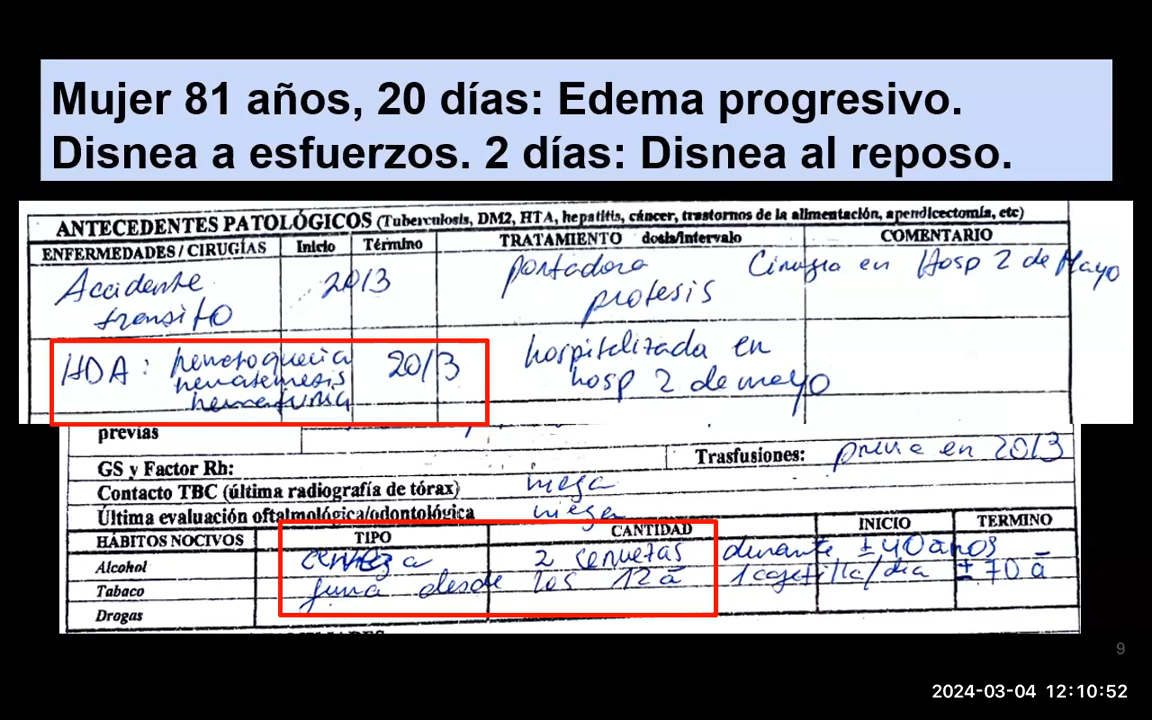 Mujer 81 años, 20 días: Edema progresivo.
Disnea a esfuerzos. 2 días: Disnea al reposo.
ANTECEDENTES PATOLÓGICOS (Tuberculosis, DM2, HTA, hepatitis, cáncer, trastornos de la alimentación, apendicectomía, etc)
ENFERMEDADES / CIRUGÍAS Inicio Término TRATAMIENTO dosis/intervalo COMENTARIO
Accidente 2013 portadora Cirugía en Hosp 2 de Mayo
transito protesis
HDA: hematoquecia 2013 hospitalizada en
hematemesis hosp 2 de mayo
previas
GS y Factor Rh: Trasfusiones: previa en 2013
Contacto TBC (última radiografía de tórax) niega
Última evaluación oftalmológica/odontológica niega
HÁBITOS NOCIVOS TIPO CANTIDAD INICIO TERMINO
Alcohol cerveza 2 cervezas durante ±40 años
Tabaco fuma desde los 12 a 1 cajetilla/dia ± 70 a
Drogas
9
2024-03-04 12:10:52